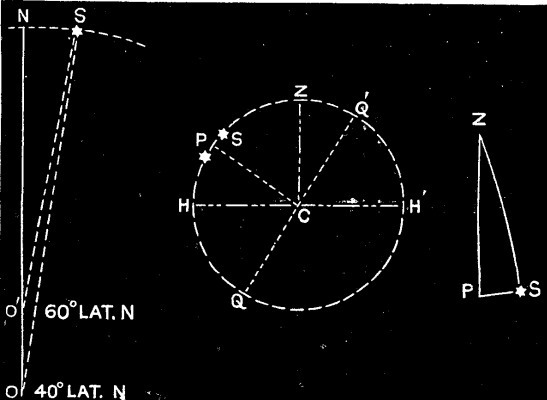 N S
O' 60° LAT. N
O 40° LAT. N
Z Q'
P S
H C H'
Q
Z
P S